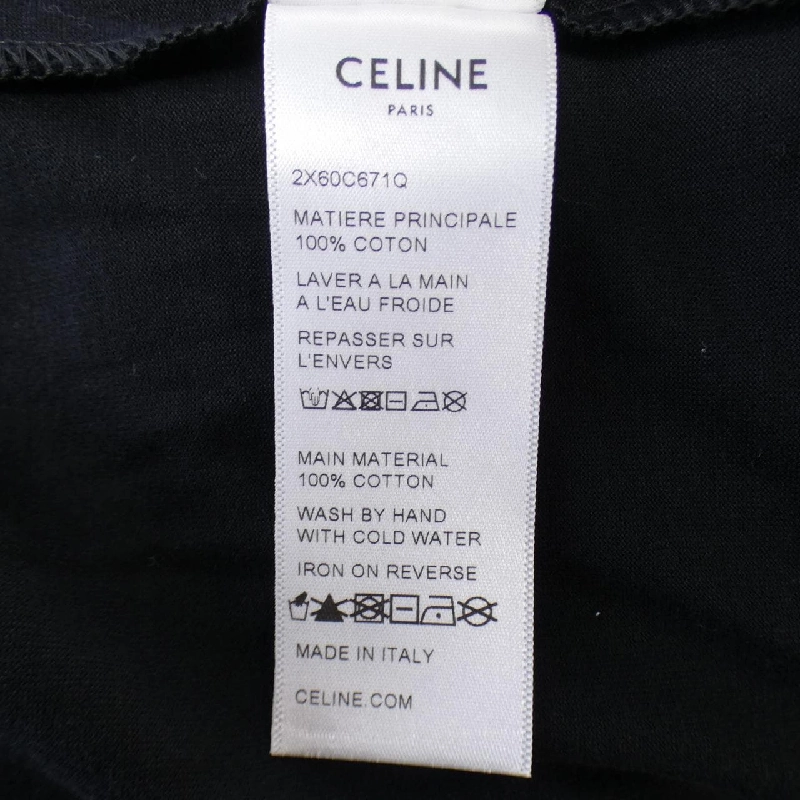 CELINE
PARIS
2X60C671Q
MATIERE PRINCIPALE
100% COTON
LAVER A LA MAIN
A L'EAU FROIDE
REPASSER SUR
L'ENVERS
MAIN MATERIAL
100% COTTON
WASH BY HAND
WITH COLD WATER
IRON ON REVERSE
MADE IN ITALY
CELINE.COM